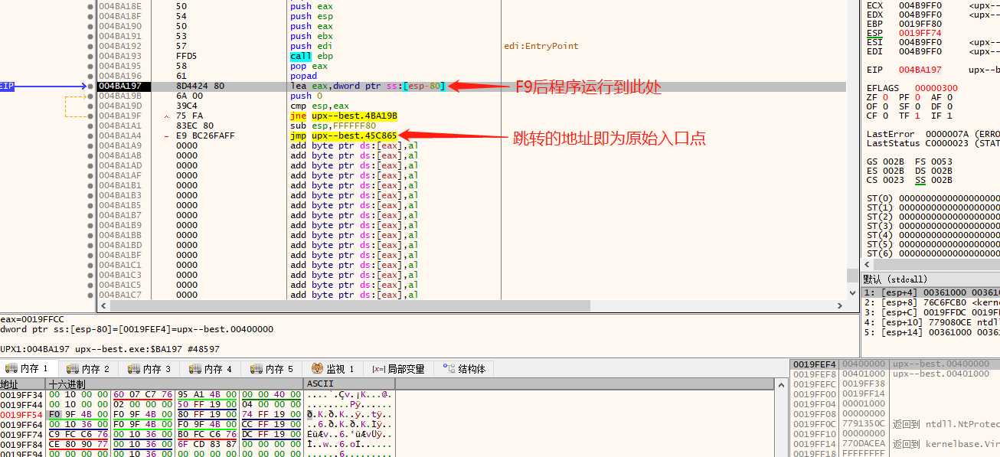 004BA18E 50 push eax
004BA18F 54 push esp
004BA190 50 push eax
004BA191 53 push ebx
004BA192 57 push edi edi:EntryPoint
004BA193 FFD5 call ebp
004BA195 58 pop eax
004BA196 61 popad
EIP 004BA197 8D4424 80 lea eax,dword ptr ss:[esp-80] F9后程序运行到此处
004BA19B 6A 00 push 0
004BA19D 39C4 cmp esp,eax
004BA19F 75 FA jne upx--best.4BA19B
004BA1A1 83EC 80 sub esp,FFFFFF80
004BA1A4 E9 BC26FAFF jmp upx--best.45C865 跳转的地址即为原始入口点
004BA1A9 0000 add byte ptr ds:[eax],al
004BA1AB 0000 add byte ptr ds:[eax],al
004BA1AD 0000 add byte ptr ds:[eax],al
004BA1AF 0000 add byte ptr ds:[eax],al
004BA1B1 0000 add byte ptr ds:[eax],al
004BA1B3 0000 add byte ptr ds:[eax],al
004BA1B5 0000 add byte ptr ds:[eax],al
004BA1B7 0000 add byte ptr ds:[eax],al
004BA1B9 0000 add byte ptr ds:[eax],al
004BA1BB 0000 add byte ptr ds:[eax],al
004BA1BD 0000 add byte ptr ds:[eax],al
004BA1BF 0000 add byte ptr ds:[eax],al
004BA1C1 0000 add byte ptr ds:[eax],al
004BA1C3 0000 add byte ptr ds:[eax],al
004BA1C5 0000 add byte ptr ds:[eax],al
004BA1C7 0000 add byte ptr ds:[eax],al
ECX 004B9FF0 <upx--
EDX 004B9FF0 <upx--
EBP 0019FF80
ESP 0019FF74
ESI 004B9FF0 <upx--
EDI 004B9FF0 <upx--
EIP 004BA197 upx--b
EFLAGS 00000300
ZF 0 PF 0 AF 0
OF 0 SF 0 DF 0
CF 0 TF 1 IF 1
LastError 0000007A (ERRO
LastStatus C0000023 (STAT
GS 002B FS 0053
ES 002B DS 002B
CS 0023 SS 002B
ST(0) 0000000000000000000
ST(1) 0000000000000000000
ST(2) 0000000000000000000
ST(3) 0000000000000000000
ST(4) 0000000000000000000
ST(5) 0000000000000000000
ST(6) 0000000000000000000
默认 (stdcall)
1: [esp+4] 00361000 00361
2: [esp+8] 76C6FCB0 <kerne
3: [esp+C] 0019FFDC 0019FF
4: [esp+10] 779080CE ntdl
5: [esp+14] 00361000 0036
eax=0019FFCC
dword ptr ss:[esp-80]=[0019FEF4]=upx--best.00400000
UPX1:004BA197 upx--best.exe:$BA197 #48597
内存 1 内存 2 内存 3 内存 4 内存 5 监视 1 [x=] 局部变量 结构体
地址 十六进制 ASCII
0019FF34 00 10 00 00 60 07 C7 76 95 A1 4B 00 00 00 40 00
0019FF44 00 10 00 00 02 00 00 00 50 FF 19 00 04 00 00 00
0019FF54 F0 9F 4B 00 F0 9F 4B 00 80 FF 19 00 74 FF 19 00
0019FF64 00 10 36 00 F0 9F 4B 00 F0 9F 4B 00 CC FF 19 00
0019FF74 C9 FC C6 76 00 10 36 00 B0 FC C6 76 DC FF 19 00
0019FF84 CE 80 90 77 00 10 36 00 6F CD 83 87 00 00 00 00
0019FF94 00 00 00 00 00 10 36 00 00 00 00 00 00 00 00 00
0019FEF4 00400000 upx--best.00400000
0019FEF8 00401000 upx--best.00401000
0019FEFC 0019FF38
0019FF00 0019FF14
0019FF04 00001000
0019FF08 00000000
0019FF0C 7791350C 返回到 ntdll.NtProtec
0019FF10 00000000
0019FF14 770DACEA 返回到 kernelbase.Vir
0019FF18 FFFFFFFF